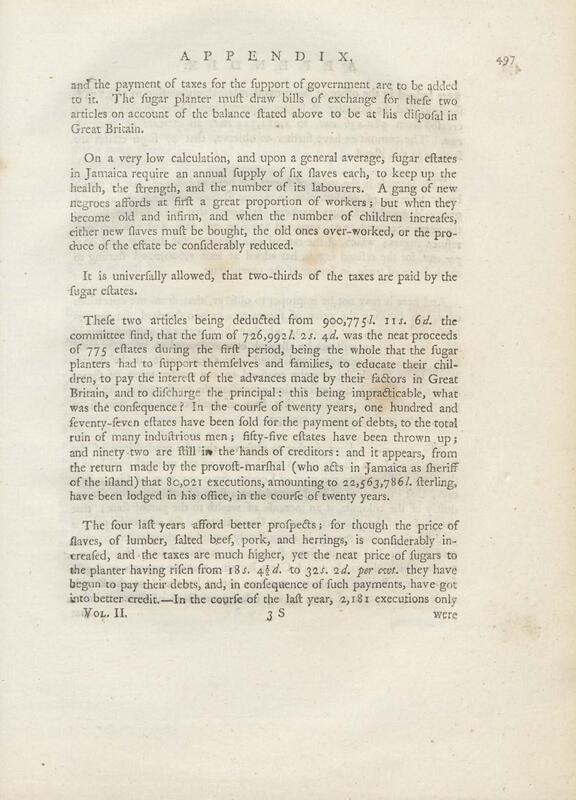 APPENDIX.
497
and the payment of taxes for the ſupport of government are to be added
to it. The ſugar planter muſt draw bills of exchange for theſe two
articles on account of the balance ſtated above to be at his diſpoſal in
Great Britain.
On a very low calculation, and upon a general average, ſugar eſtates
in Jamaica require an annual ſupply of ſix ſlaves each, to keep up the
health, the ſtrength, and the number of its labourers. A gang of new
negroes affords at firſt a great proportion of workers; but when they
become old and infirm, and when the number of children increaſes,
either new ſlaves muſt be bought, the old ones over-worked, or the pro-
duce of the eſtate be conſiderably reduced.
It is univerſally allowed, that two-thirds of the taxes are paid by the
ſugar eſtates.
Theſe two articles being deducted from 900,775l. 11s. 6d. the
committee find, that the ſum of 726,992l. 2s. 4d. was the neat proceeds
of 775 eſtates during the firſt period, being the whole that the ſugar
planters had to ſupport themſelves and families, to educate their chil-
dren, to pay the intereſt of the advances made by their factors in Great
Britain, and to diſcharge the principal: this being impracticable, what
was the conſequence? In the courſe of twenty years, one hundred and
ſeventy-ſeven eſtates have been ſold for the payment of debts, to the total
ruin of many induſtrious men; fifty-five eſtates have been thrown up;
and ninety-two are ſtill in the hands of creditors: and it appears, from
the return made by the provoſt-marſhal (who acts in Jamaica as ſheriff
of the iſland) that 80,021 executions, amounting to 22,563,786l. ſterling,
have been lodged in his office, in the courſe of twenty years.
The four laſt years afford better proſpects; for though the price of
ſlaves, of lumber, ſalted beef, pork, and herrings, is conſiderably in-
creaſed, and the taxes are much higher, yet the neat price of ſugars to
the planter having riſen from 18s. 4½d. to 32s. 2d. per cwt. they have
begun to pay their debts, and, in conſequence of ſuch payments, have got
into better credit.—In the courſe of the laſt year, 2,181 executions only
VOL. II.
3 S
were